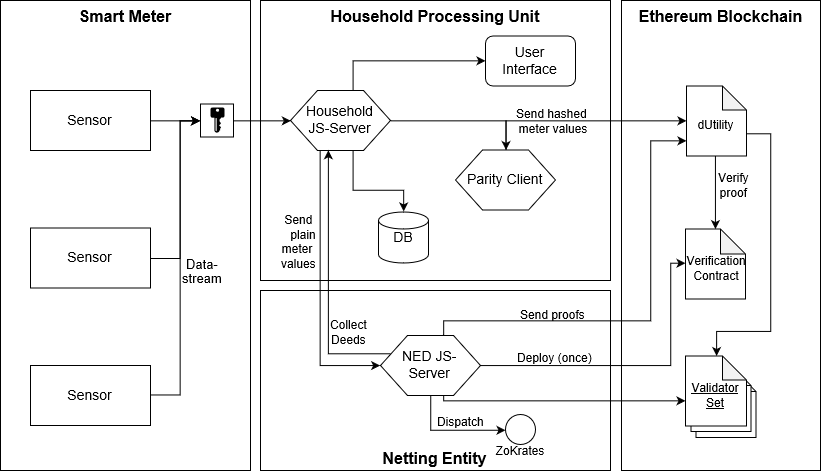 Smart Meter
Household Processing Unit
Ethereum Blockchain
User
Interface
Sensor
Household
JS-Server
Send hashed
meter values
dUtility
Parity Client
Verify
proof
Send
plain
meter
values
DB
Sensor
Data-
stream
Verification
Contract
Send proofs
Collect
Deeds
NED JS-
Server
Deploy (once)
Sensor
Validator
Set
Dispatch
ZoKrates
Netting Entity